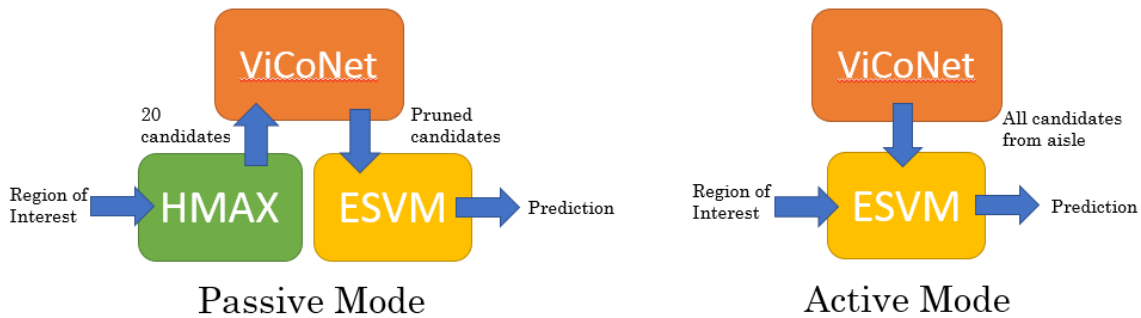 ViCoNet
20
candidates
Pruned
candidates
Region of
Interest
HMAX
ESVM
Prediction
Passive Mode
ViCoNet
All candidates
from aisle
Region of
Interest
ESVM
Prediction
Active Mode